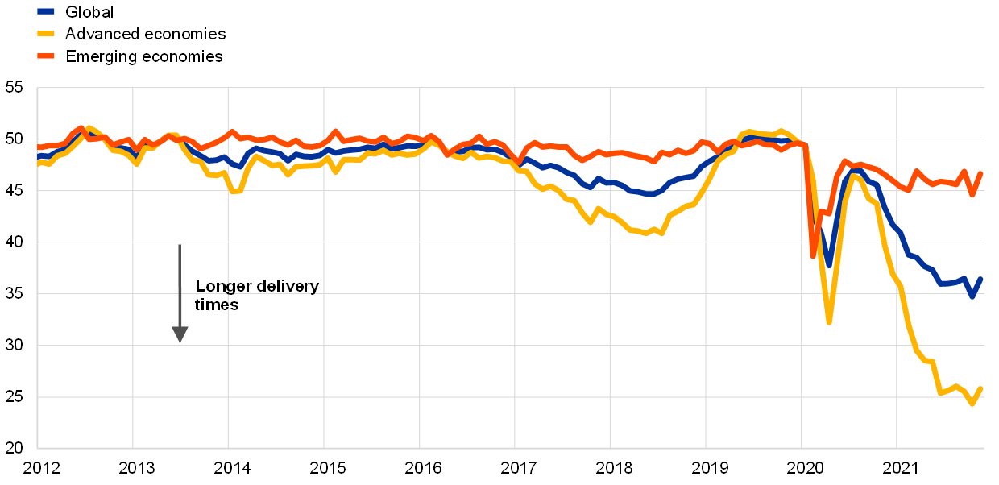 Global
Advanced economies
Emerging economies
55
50
45
40
35
30
25
20
Longer delivery
times
2012 2013 2014 2015 2016 2017 2018 2019 2020 2021